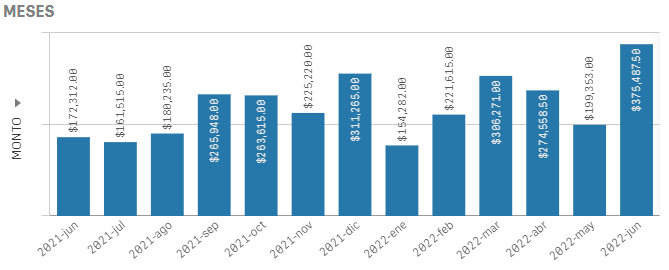 MESES
MONTO
$172,312.00
$161,515.00
$180,235.00
$265,948.00
$263,615.00
$225,220.00
$311,265.00
$154,282.00
$221,615.00
$306,271.00
$274,558.50
$199,353.00
$375,487.50
2021-jun
2021-jul
2021-ago
2021-sep
2021-oct
2021-nov
2021-dic
2022-ene
2022-feb
2022-mar
2022-abr
2022-may
2022-jun